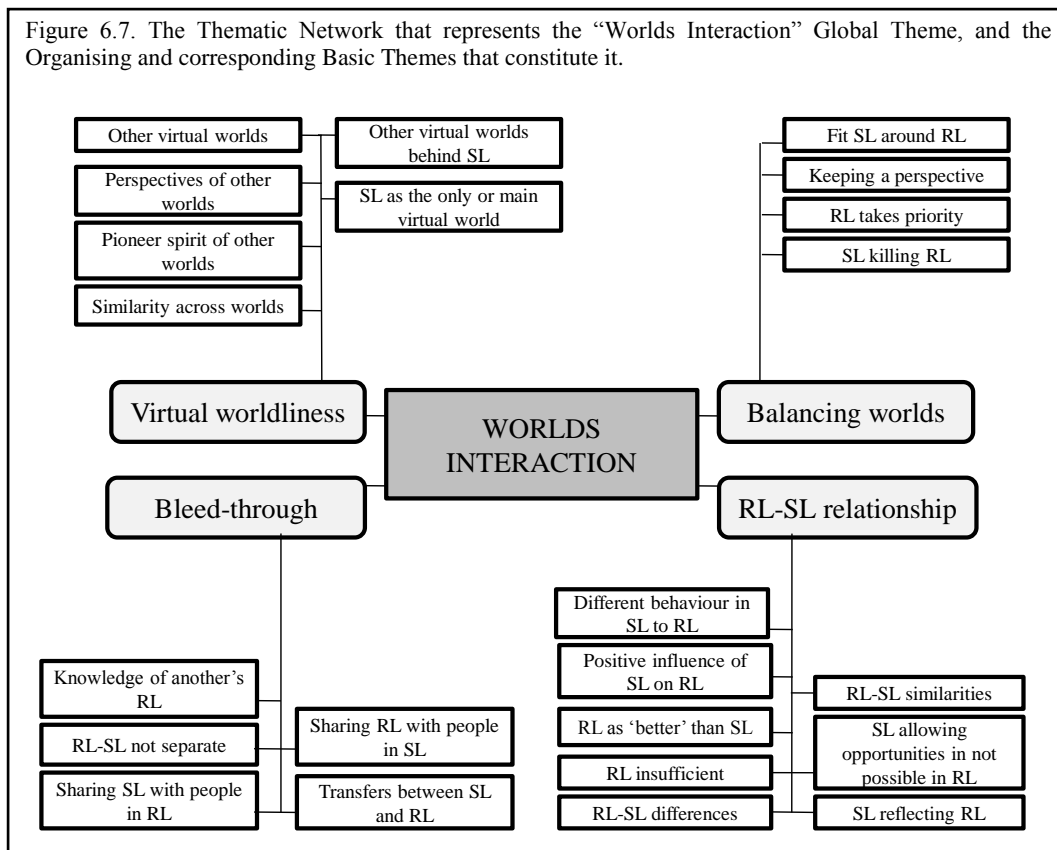 Figure 6.7. The Thematic Network that represents the “Worlds Interaction” Global Theme, and the
Organising and corresponding Basic Themes that constitute it.
Other virtual worlds
Perspectives of other
worlds
Pioneer spirit of other
worlds
Similarity across worlds
Other virtual worlds
behind SL
SL as the only or main
virtual world
Fit SL around RL
Keeping a perspective
RL takes priority
SL killing RL
Virtual worldliness
WORLDS
INTERACTION
Balancing worlds
Bleed-through
RL-SL relationship
Knowledge of another’s
RL
RL-SL not separate
Sharing SL with people
in RL
Sharing RL with people
in SL
Transfers between SL
and RL
Different behaviour in
SL to RL
Positive influence of
SL on RL
RL as ‘better’ than SL
RL insufficient
RL-SL differences
RL-SL similarities
SL allowing
opportunities in not
possible in RL
SL reflecting RL